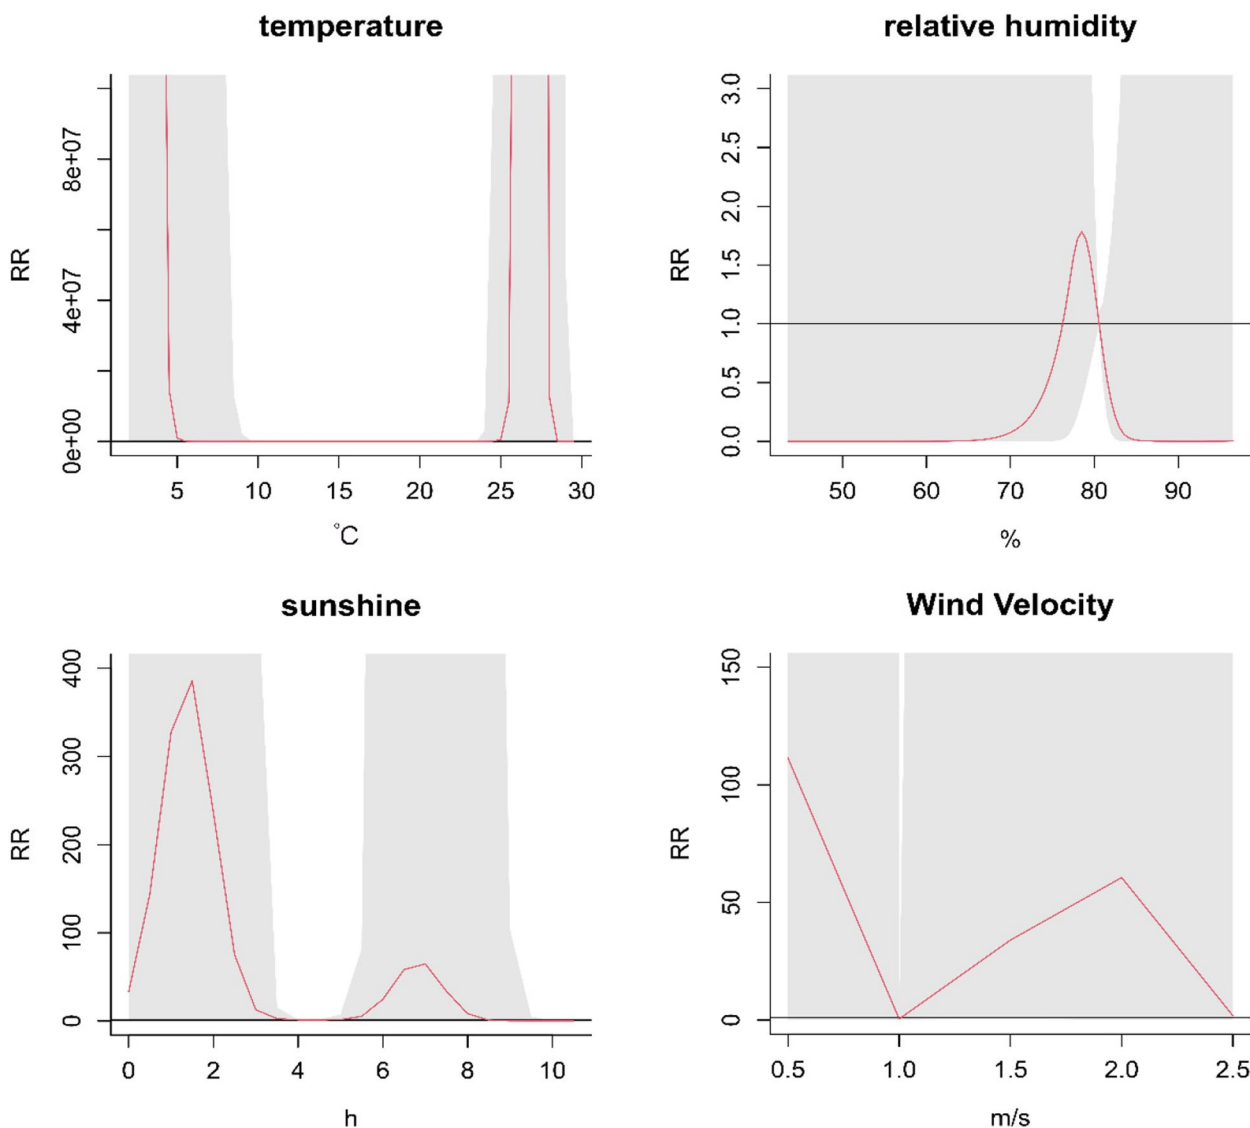 temperature
RR
8e+07
4e+07
0e+00
5 10 15 20 25 30
°C
relative humidity
RR
3.0
2.5
2.0
1.5
1.0
0.5
0.0
50 60 70 80 90
%
sunshine
RR
400
300
200
100
0
0 2 4 6 8 10
h
Wind Velocity
RR
150
100
50
0
0.5 1.0 1.5 2.0 2.5
m/s